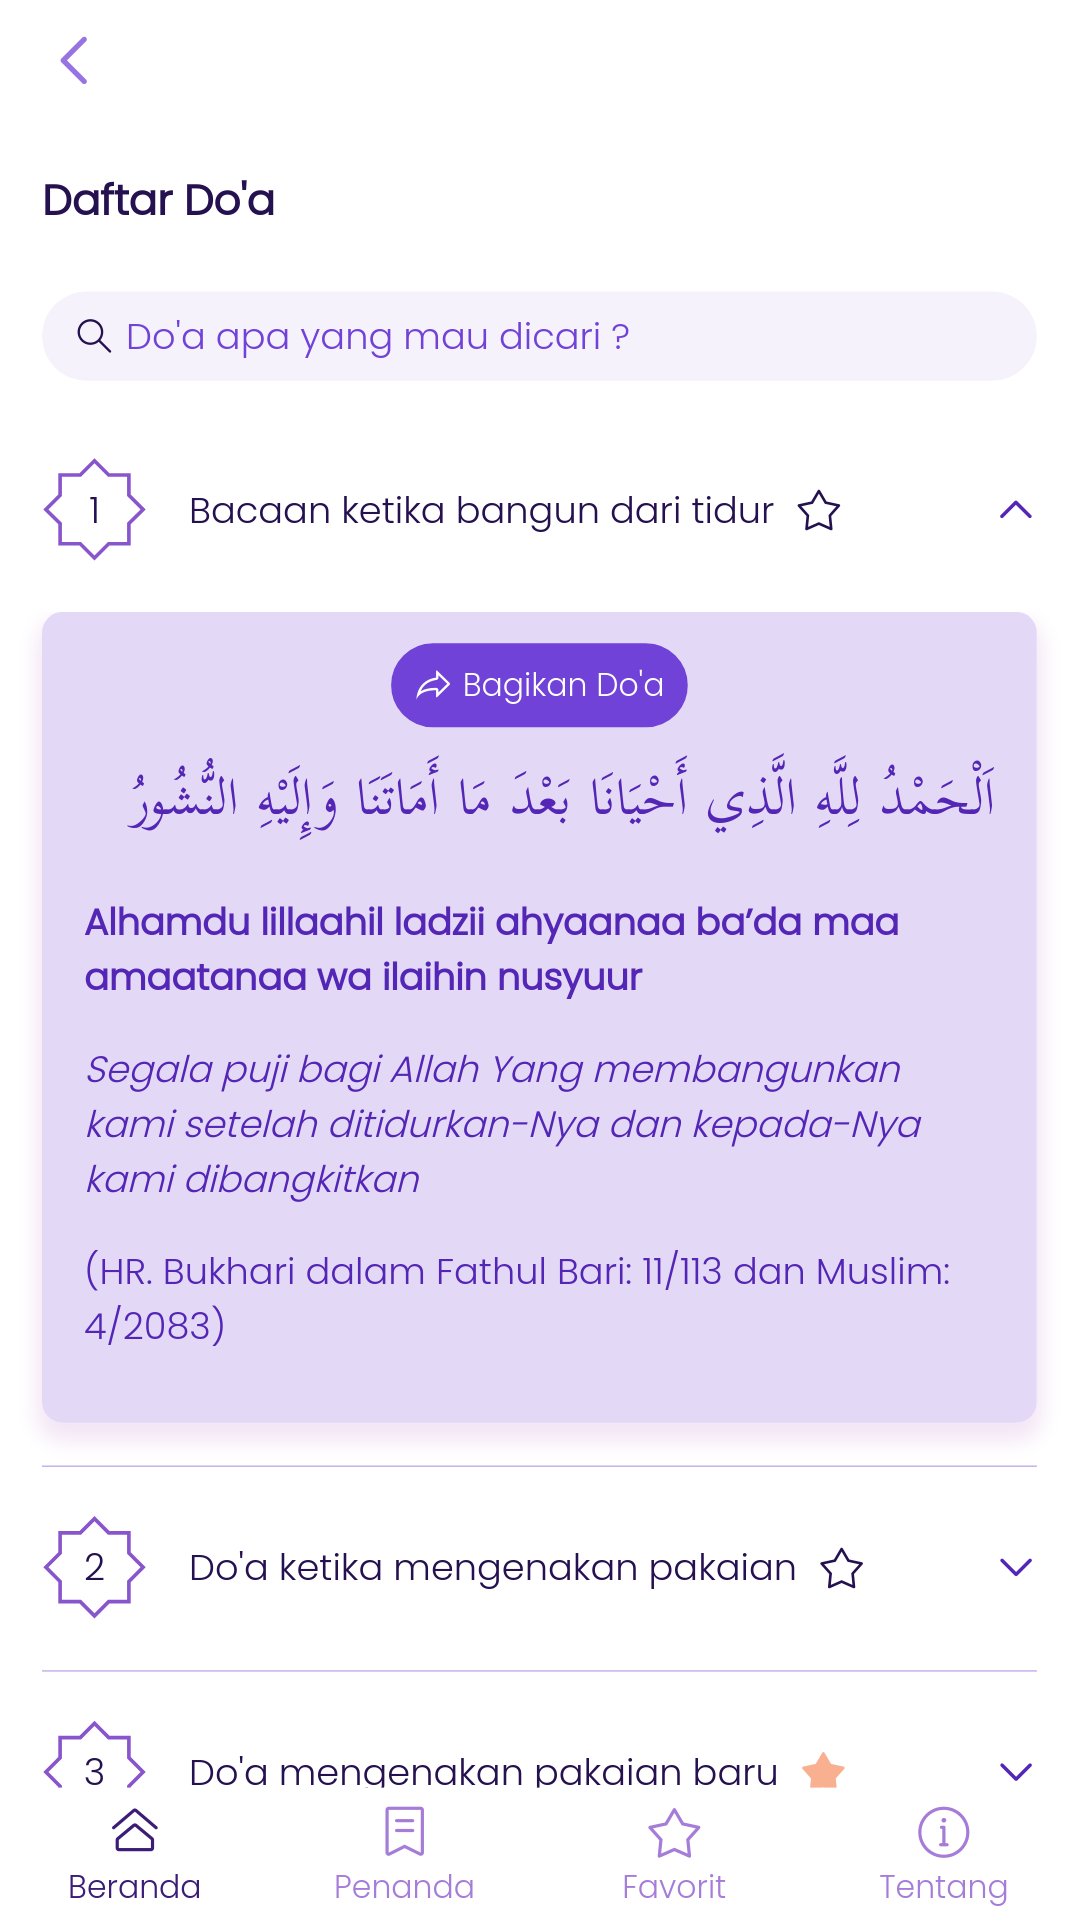 Daftar Do'a
Do'a apa yang mau dicari ?
1
Bacaan ketika bangun dari tidur
Bagikan Do'a
اَلْحَمْدُ لِلَّهِ الَّذِي أَحْيَانَا بَعْدَ مَا أَمَاتَنَا وَإِلَيْهِ النُّشُورُ
Alhamdu lillaahil ladzii ahyaanaa ba’da maa
amaatanaa wa ilaihin nusyuur
Segala puji bagi Allah Yang membangunkan
kami setelah ditidurkan-Nya dan kepada-Nya
kami dibangkitkan
(HR. Bukhari dalam Fathul Bari: 11/113 dan Muslim:
4/2083)
2
Do'a ketika mengenakan pakaian
3
Do'a mengenakan pakaian baru
Beranda
Penanda
Favorit
Tentang